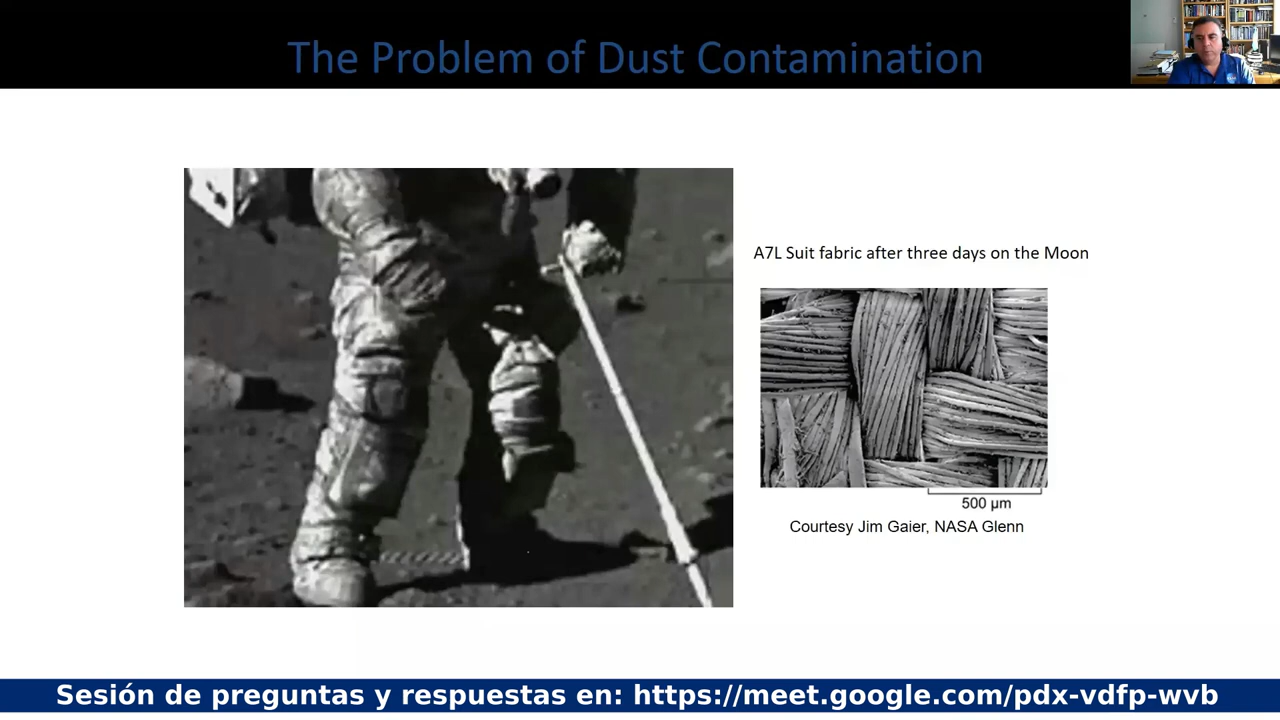 The Problem of Dust Contamination
A7L Suit fabric after three days on the Moon
500 µm
Courtesy Jim Gaier, NASA Glenn
Sesión de preguntas y respuestas en: https://meet.google.com/pdx-vdfp-wvb